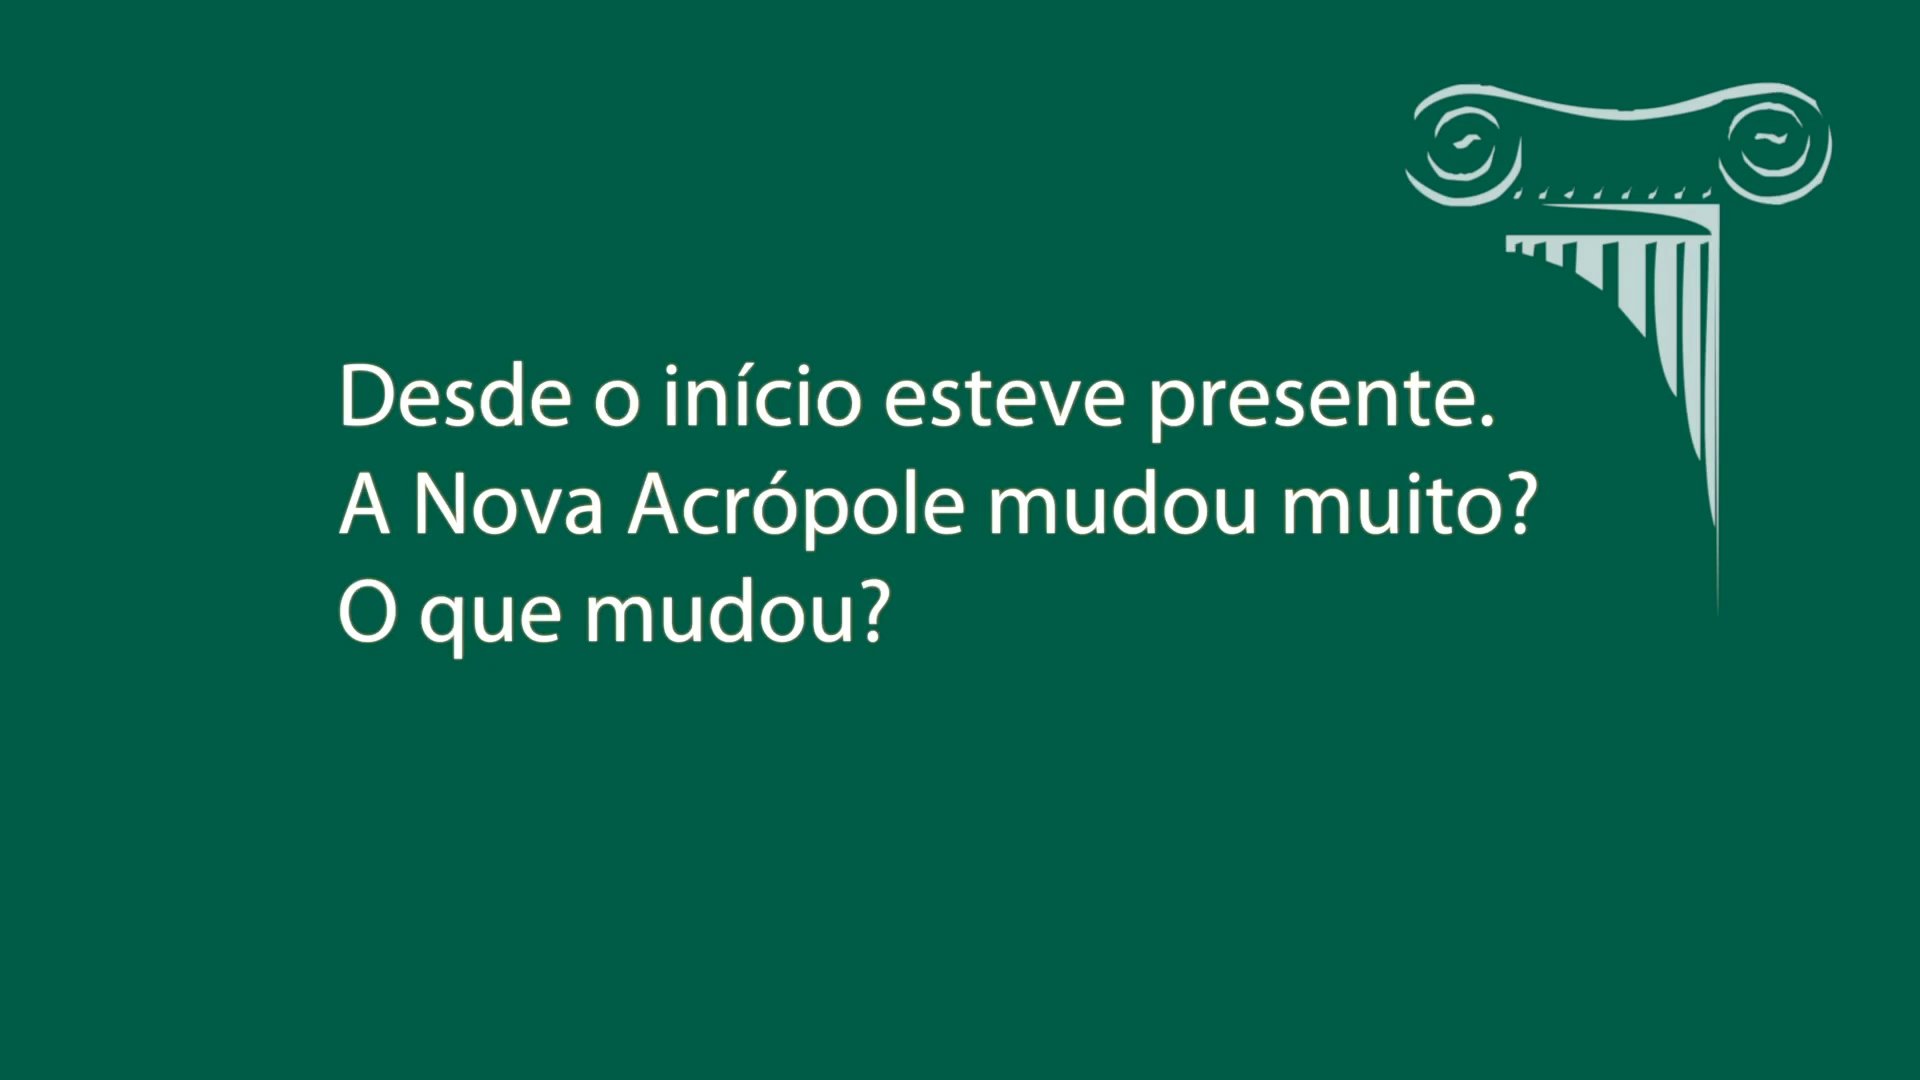 Desde o início esteve presente.
A Nova Acrópole mudou muito?
O que mudou?